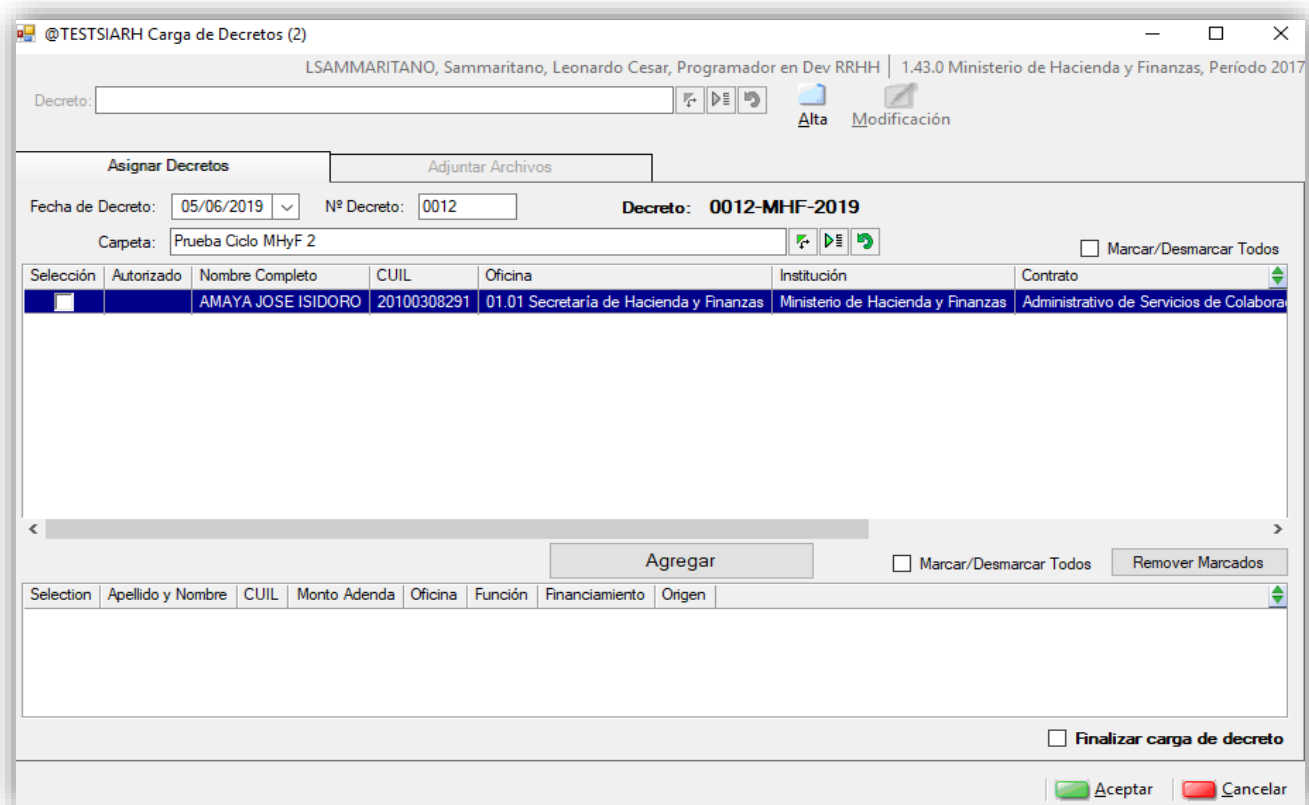 @TESTSIARH Carga de Decretos (2)
LSAMMARITANO, Sammaritano, Leonardo Cesar, Programador en Dev RRHH | 1.43.0 Ministerio de Hacienda y Finanzas, Período 2017
Decreto:
Alta Modificación
Asignar Decretos Adjuntar Archivos
Fecha de Decreto: 05/06/2019 Nº Decreto: 0012 Decreto: 0012-MHF-2019
Carpeta: Prueba Ciclo MHyF 2 Marcar/Desmarcar Todos
Selección Autorizado Nombre Completo CUIL Oficina Institución Contrato
AMAYA JOSE ISIDORO 20100308291 01.01 Secretaría de Hacienda y Finanzas Ministerio de Hacienda y Finanzas Administrativo de Servicios de Colaborac
Agregar Marcar/Desmarcar Todos Remover Marcados
Selection Apellido y Nombre CUIL Monto Adenda Oficina Función Financiamiento Origen
Finalizar carga de decreto
Aceptar Cancelar